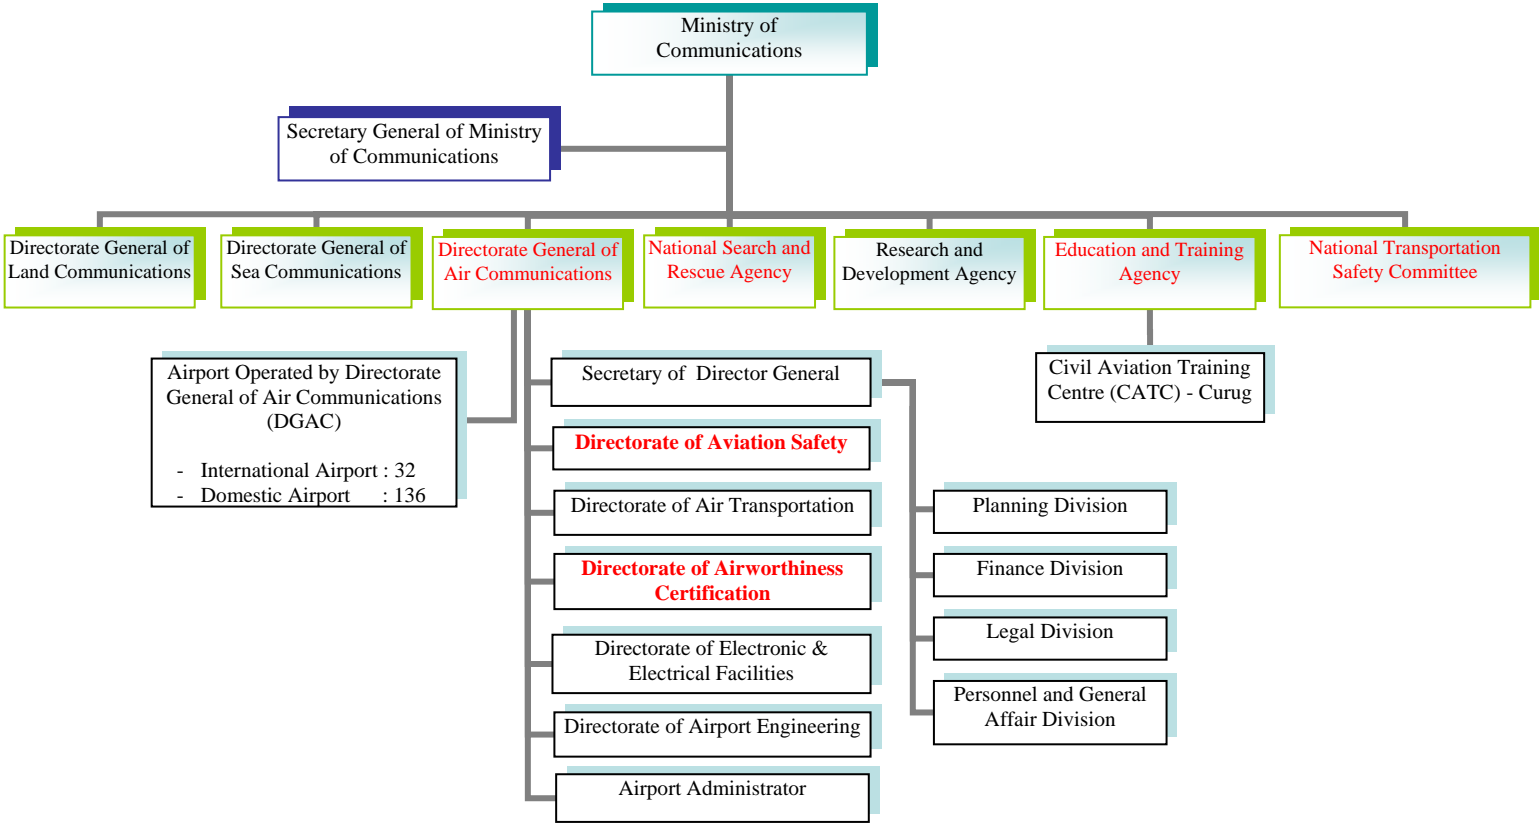 Ministry of
Communications
Secretary General of Ministry
of Communications
Directorate General of
Land Communications
Directorate General of
Sea Communications
Directorate General of
Air Communications
National Search and
Rescue Agency
Research and
Development Agency
Education and Training
Agency
National Transportation
Safety Committee
Airport Operated by Directorate
General of Air Communications
(DGAC)
- International Airport : 32
- Domestic Airport : 136
Secretary of Director General
Directorate of Aviation Safety
Directorate of Air Transportation
Directorate of Airworthiness
Certification
Directorate of Electronic &
Electrical Facilities
Directorate of Airport Engineering
Airport Administrator
Planning Division
Finance Division
Legal Division
Personnel and General
Affair Division
Civil Aviation Training
Centre (CATC) - Curug